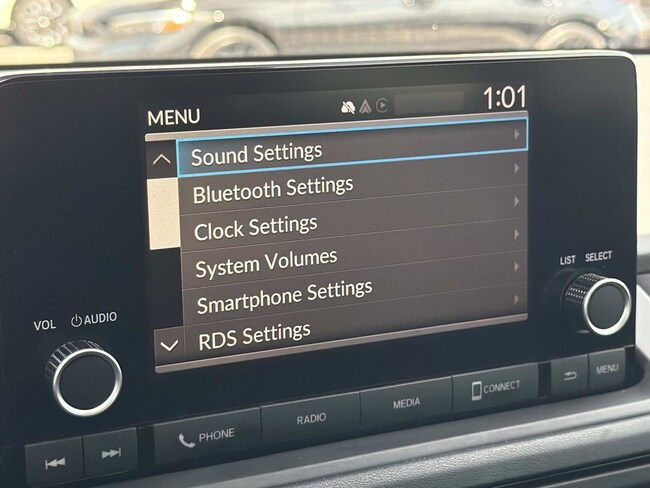 MENU
1:01
Sound Settings
Bluetooth Settings
Clock Settings
System Volumes
Smartphone Settings
RDS Settings
VOL
AUDIO
LIST
SELECT
PHONE
RADIO
MEDIA
CONNECT
MENU